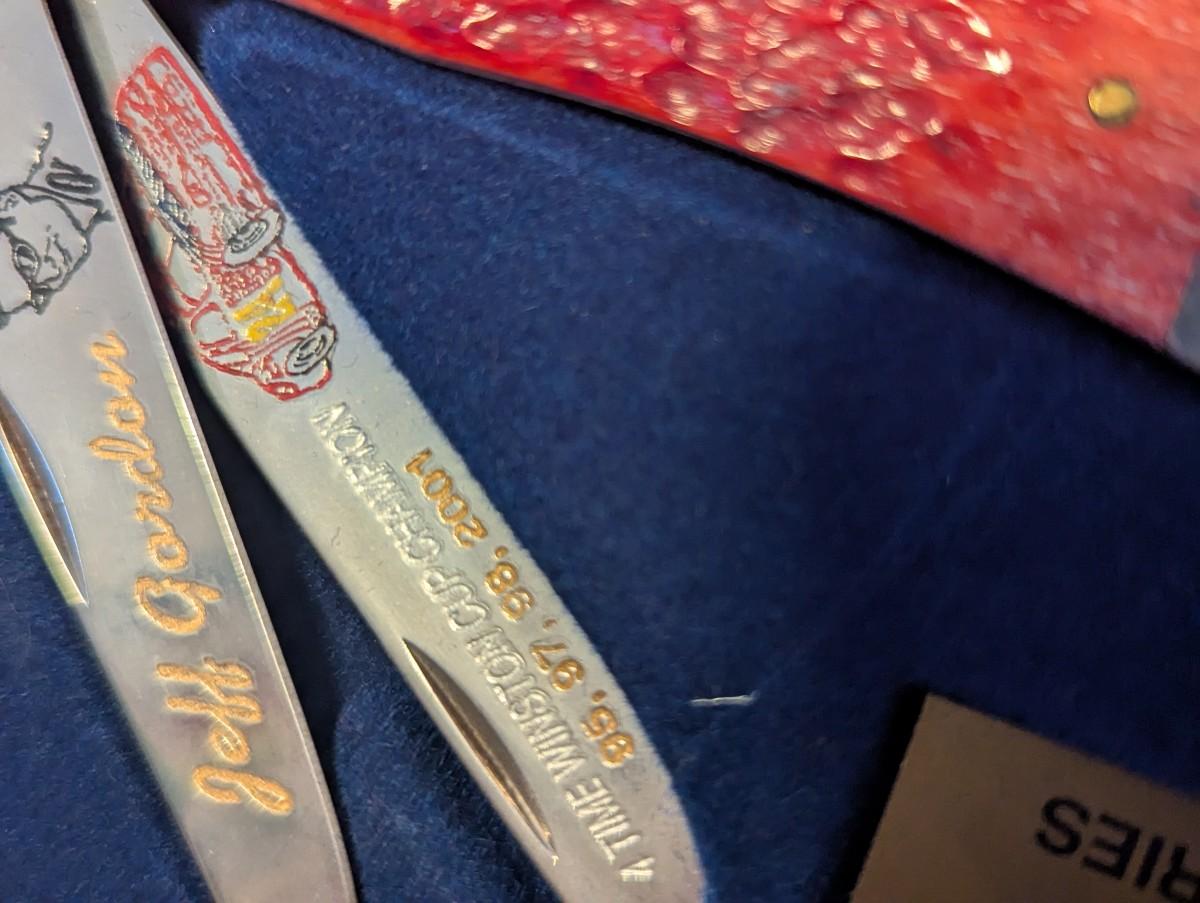 Jeff Gordon
4 TIME WINSTON CUP CHAMPION
95, 97, 98, 2001
24
RIES